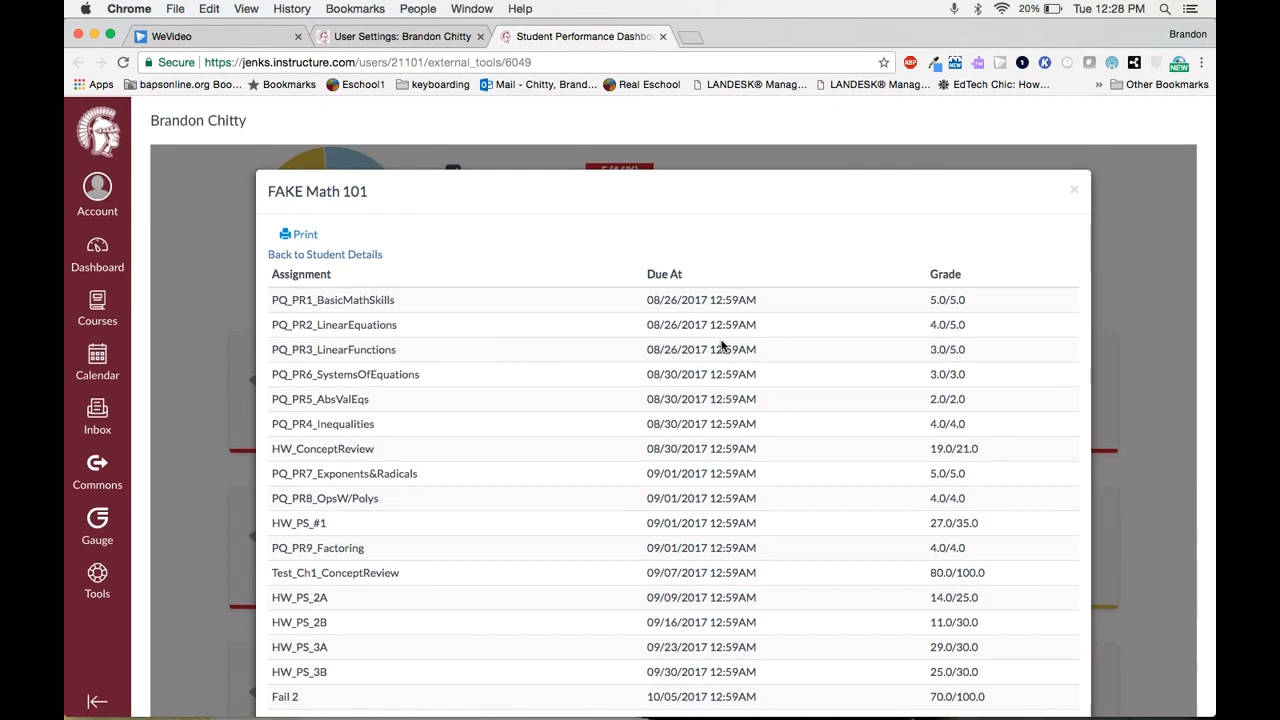 Chrome File Edit View History Bookmarks People Window Help 20% Tue 12:28 PM
WeVideo User Settings: Brandon Chitty Student Performance Dashbo Brandon
Secure https://jenks.instructure.com/users/21101/external_tools/6049
Apps bapsonline.org Boo... Bookmarks Eschool1 keyboarding Mail - Chitty, Brand... Real Eschool LANDESK® Manag... LANDESK® Manag... EdTech Chic: How... » Other Bookmarks
Brandon Chitty
Account
Dashboard
Courses
Calendar
Inbox
Commons
Gauge
Tools
FAKE Math 101 ×
Print
Back to Student Details
Assignment Due At Grade
PQ_PR1_BasicMathSkills 08/26/2017 12:59AM 5.0/5.0
PQ_PR2_LinearEquations 08/26/2017 12:59AM 4.0/5.0
PQ_PR3_LinearFunctions 08/26/2017 12:59AM 3.0/5.0
PQ_PR6_SystemsOfEquations 08/30/2017 12:59AM 3.0/3.0
PQ_PR5_AbsValEqs 08/30/2017 12:59AM 2.0/2.0
PQ_PR4_Inequalities 08/30/2017 12:59AM 4.0/4.0
HW_ConceptReview 08/30/2017 12:59AM 19.0/21.0
PQ_PR7_Exponents&Radicals 09/01/2017 12:59AM 5.0/5.0
PQ_PR8_OpsW/Polys 09/01/2017 12:59AM 4.0/4.0
HW_PS_#1 09/01/2017 12:59AM 27.0/35.0
PQ_PR9_Factoring 09/01/2017 12:59AM 4.0/4.0
Test_Ch1_ConceptReview 09/07/2017 12:59AM 80.0/100.0
HW_PS_2A 09/09/2017 12:59AM 14.0/25.0
HW_PS_2B 09/16/2017 12:59AM 11.0/30.0
HW_PS_3A 09/23/2017 12:59AM 29.0/30.0
HW_PS_3B 09/30/2017 12:59AM 25.0/30.0
Fail 2 10/05/2017 12:59AM 70.0/100.0